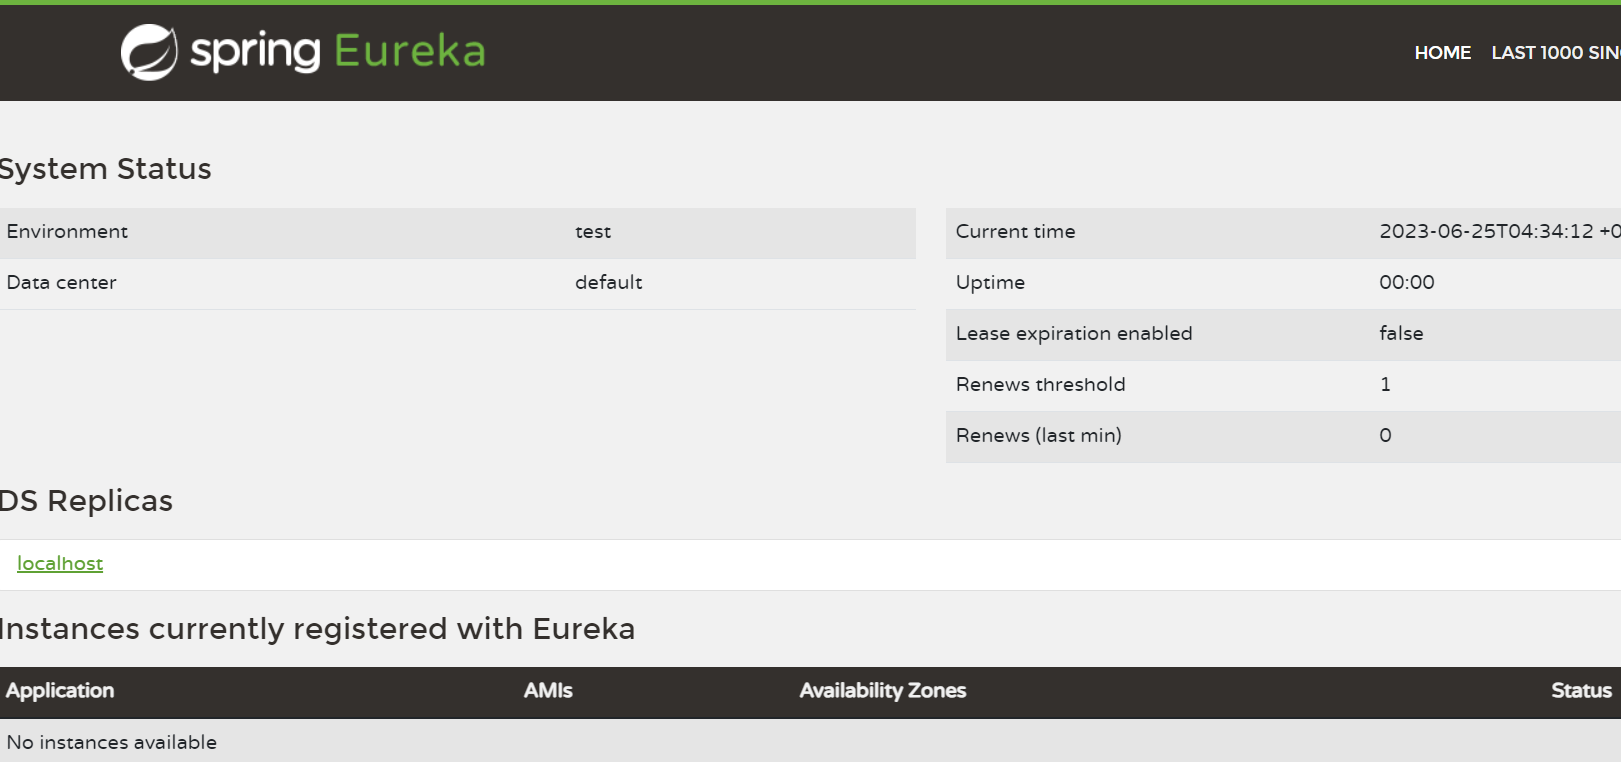 spring Eureka
HOME LAST 1000 SIN
System Status
Environment test
Data center default
Current time 2023-06-25T04:34:12 +0
Uptime 00:00
Lease expiration enabled false
Renews threshold 1
Renews (last min) 0
DS Replicas
localhost
Instances currently registered with Eureka
Application AMIs Availability Zones Status
No instances available